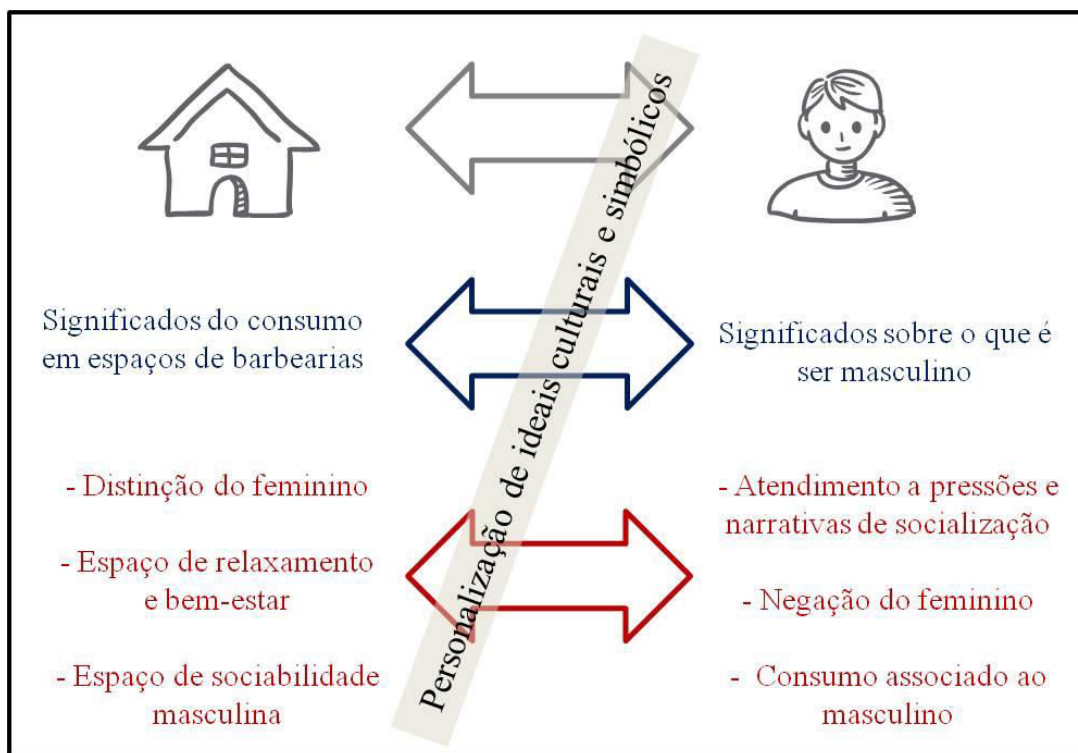 Personalização de ideais culturais e simbólicos
Significados do consumo
em espaços de barbearias
Significados sobre o que é
ser masculino
- Distinção do feminino
- Espaço de relaxamento
e bem-estar
- Espaço de sociabilidade
masculina
- Atendimento a pressões e
narrativas de socialização
- Negação do feminino
- Consumo associado ao
masculino